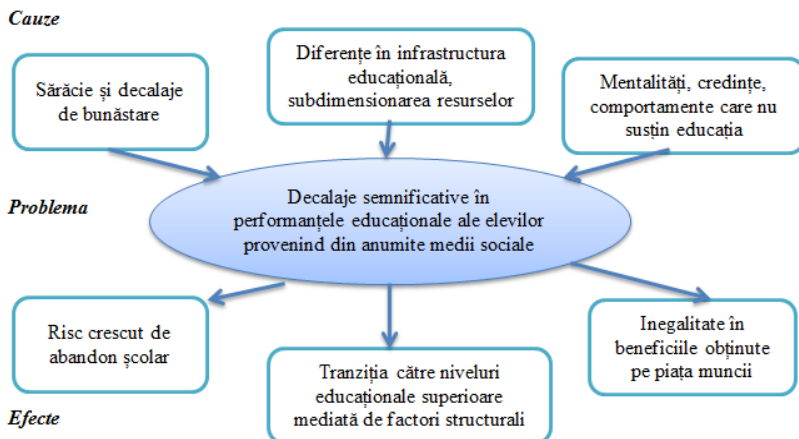 Cauze
Sărăcie și decalaje
de bunăstare
Diferențe în infrastructura
educațională,
subdimensionarea resurselor
Mentalități, credințe,
comportamente care nu
susțin educația
Problema
Decalaje semnificative în
performanțele educaționale ale elevilor
provenind din anumite medii sociale
Risc crescut de
abandon școlar
Tranziția către niveluri
educaționale superioare
mediată de factori structurali
Inegalitate în
beneficiile obținute
pe piața muncii
Efecte